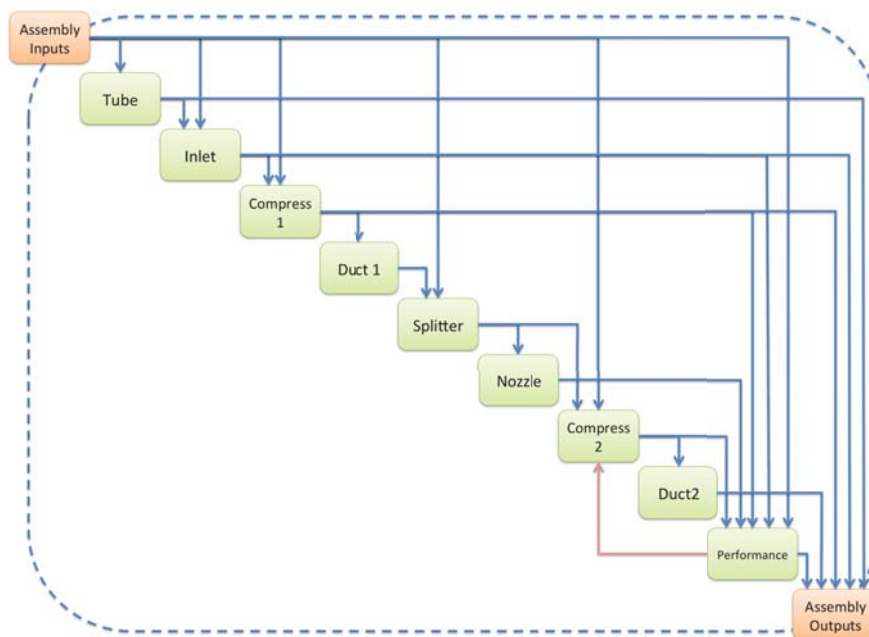 Assembly
Inputs
Tube
Inlet
Compress
1
Duct 1
Splitter
Nozzle
Compress
2
Duct2
Performance
Assembly
Outputs